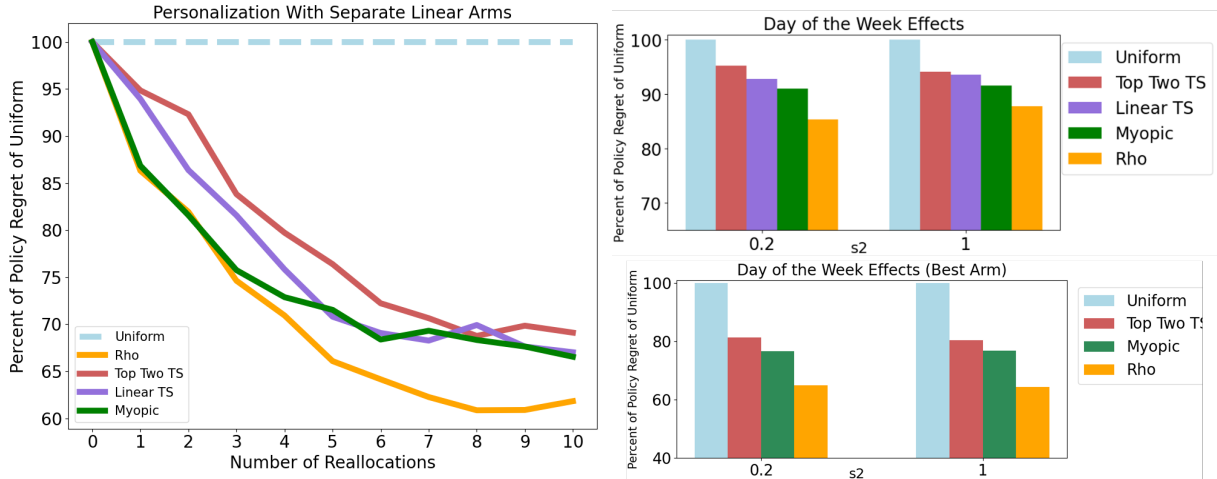 Personalization With Separate Linear Arms
Percent of Policy Regret of Uniform
100
95
90
85
80
75
70
65
60
Uniform
Rho
Top Two TS
Linear TS
Myopic
0 1 2 3 4 5 6 7 8 9 10
Number of Reallocations
Day of the Week Effects
Percent of Policy Regret of Uniform
100
90
80
70
0.2 1
s2
Uniform
Top Two TS
Linear TS
Myopic
Rho
Day of the Week Effects (Best Arm)
Percent of Policy Regret of Uniform
100
80
60
40
0.2 1
s2
Uniform
Top Two TS
Myopic
Rho